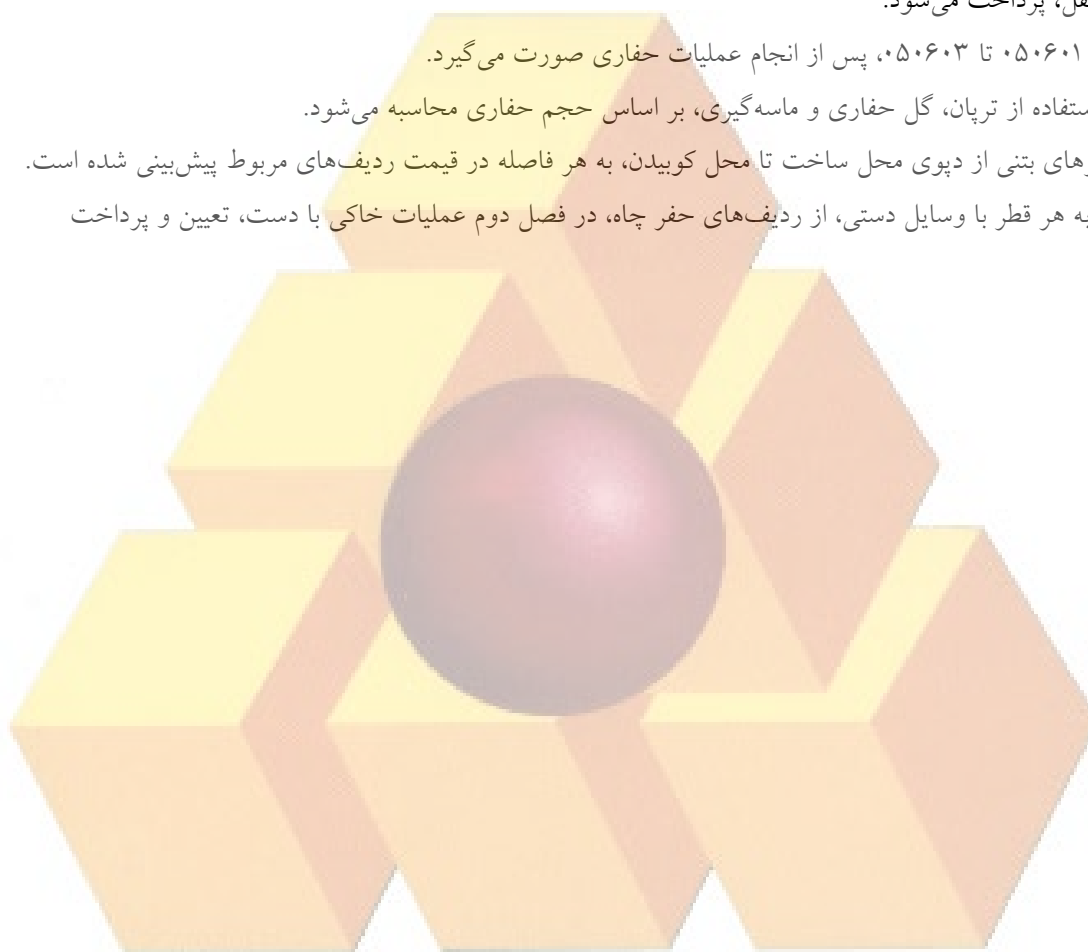 پرداخت می‌شود.
۰۵۰۶۰۱ تا ۰۵۰۶۰۳، پس از انجام عملیات حفاری صورت می‌گیرد.
از ترپان، گل حفاری و ماسه‌گیری، بر اساس حجم حفاری محاسبه می‌شود.
بتنی از دپوی محل ساخت تا محل کوبیدن، به هر فاصله در قیمت ردیف‌های مربوط پیش‌بینی شده است.
به هر قطر با وسایل دستی، از ردیف‌های حفر چاه، در فصل دوم عملیات خاکی با دست، تعیین و پرداخت